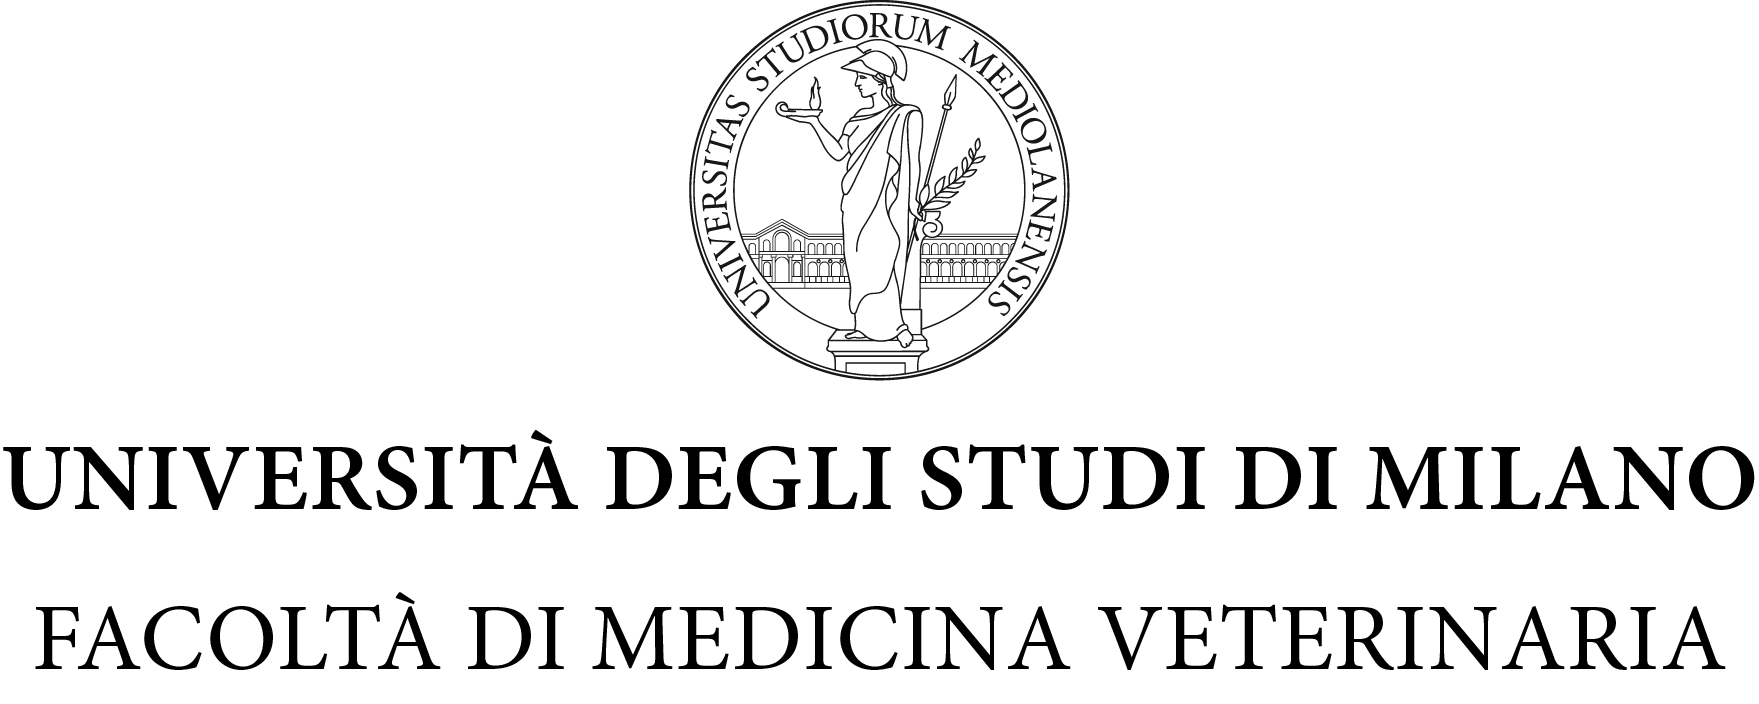 UNIVERSITAS STUDIORUM MEDIOLANENSIS
UNIVERSITÀ DEGLI STUDI DI MILANO
FACOLTÀ DI MEDICINA VETERINARIA